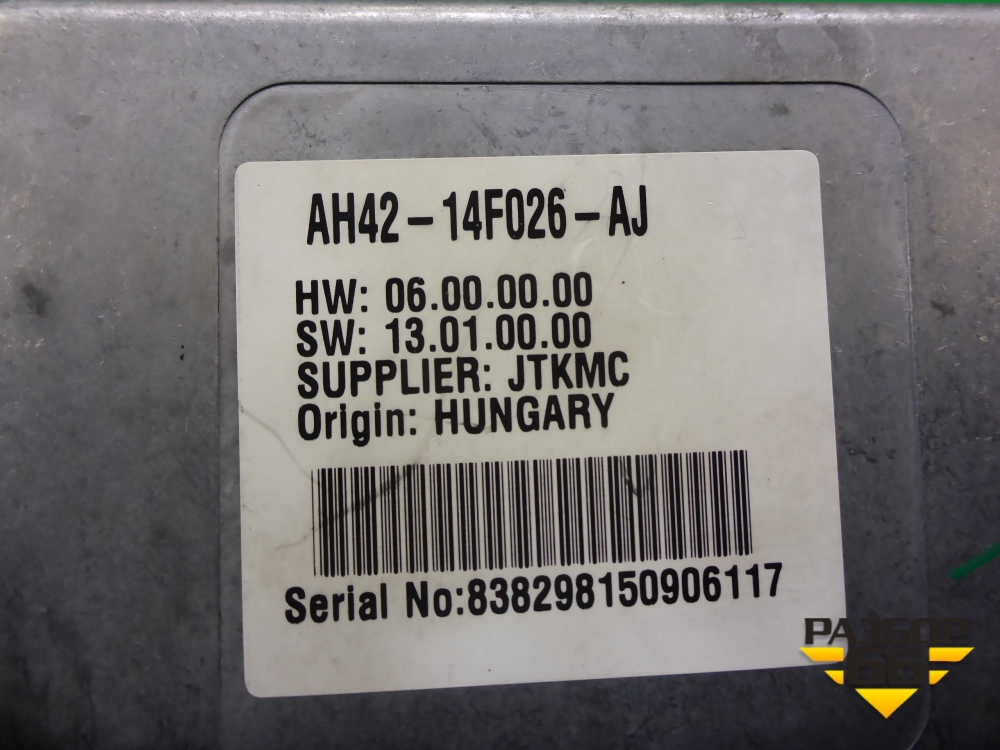 AH42-14F026-AJ
HW: 06.00.00.00
SW: 13.01.00.00
SUPPLIER: JTKMC
Origin: HUNGARY
Serial No:838298150906117
РАЗБОР
66